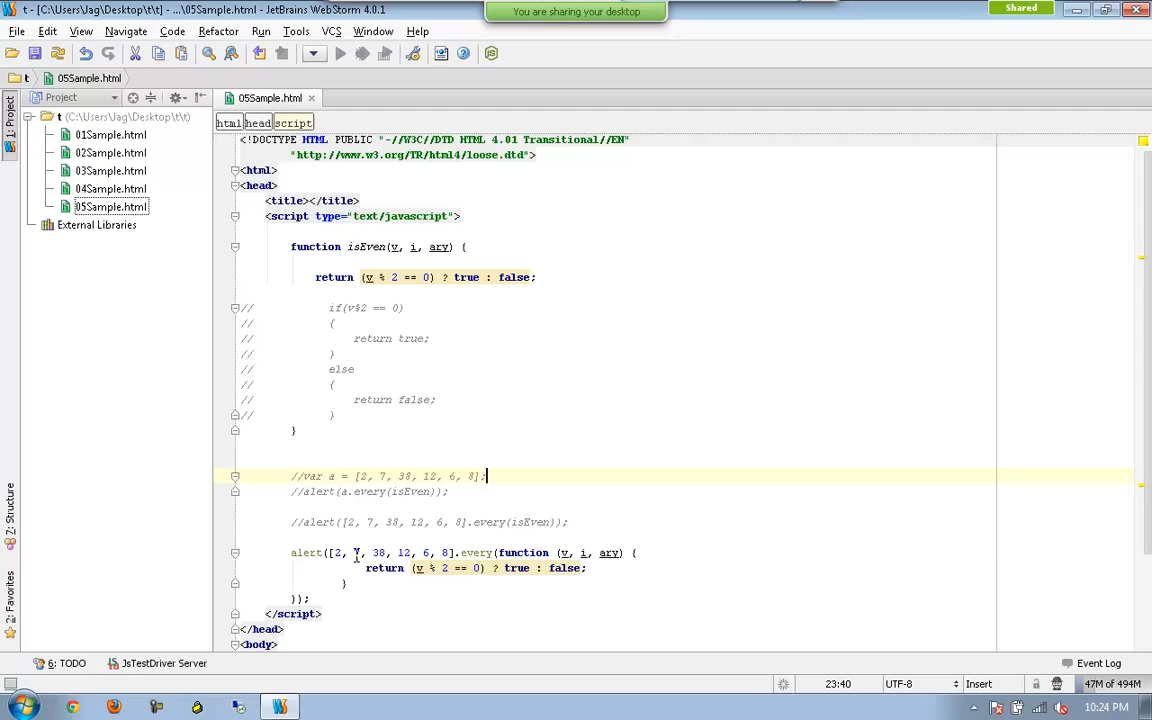 t - [C:\Users\Jag\Desktop\t\t] - ...\05Sample.html - JetBrains WebStorm 4.0.1
You are sharing your desktop
Shared
File Edit View Navigate Code Refactor Run Tools VCS Window Help
t 05Sample.html
1: Project
Project
05Sample.html
t (C:\Users\Jag\Desktop\t\t)
01Sample.html
02Sample.html
03Sample.html
04Sample.html
05Sample.html
External Libraries
html head script
<!DOCTYPE HTML PUBLIC "-//W3C//DTD HTML 4.01 Transitional//EN"
"http://www.w3.org/TR/html4/loose.dtd">
<html>
<head>
<title></title>
<script type="text/javascript">
function isEven(v, i, ary) {
return (v % 2 == 0) ? true : false;
// if(v%2 == 0)
// {
// return true;
// }
// else
// {
// return false;
// }
}
//var a = [2, 7, 38, 12, 6, 8];
//alert(a.every(isEven));
//alert([2, 7, 38, 12, 6, 8].every(isEven));
alert([2, 38, 12, 6, 8].every(function (v, i, ary) {
return (v % 2 == 0) ? true : false;
}
));
</script>
</head>
<body>
Z: Structure
2: Favorites
6: TODO JsTestDriver Server Event Log
23:40 UTF-8 Insert 47M of 494M
10:24 PM